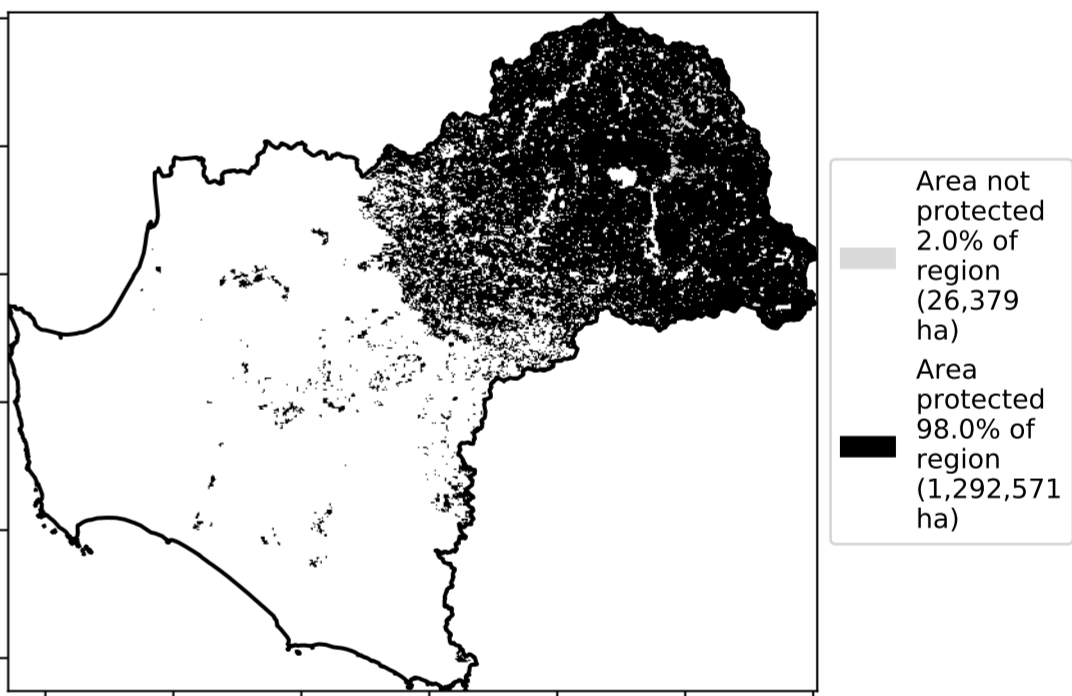 Area not
protected
2.0% of
region
(26,379
ha)
Area
protected
98.0% of
region
(1,292,571
ha)